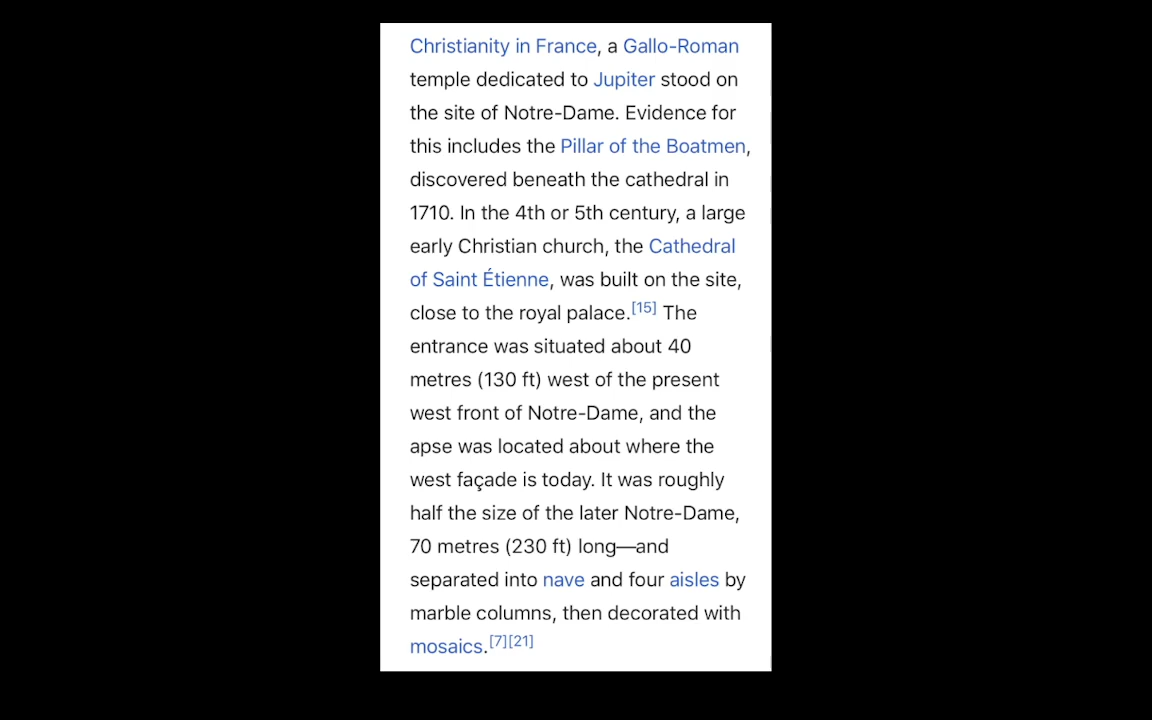 Christianity in France, a Gallo-Roman
temple dedicated to Jupiter stood on
the site of Notre-Dame. Evidence for
this includes the Pillar of the Boatmen,
discovered beneath the cathedral in
1710. In the 4th or 5th century, a large
early Christian church, the Cathedral
of Saint Étienne, was built on the site,
close to the royal palace.[15] The
entrance was situated about 40
metres (130 ft) west of the present
west front of Notre-Dame, and the
apse was located about where the
west façade is today. It was roughly
half the size of the later Notre-Dame,
70 metres (230 ft) long—and
separated into nave and four aisles by
marble columns, then decorated with
mosaics.[7][21]